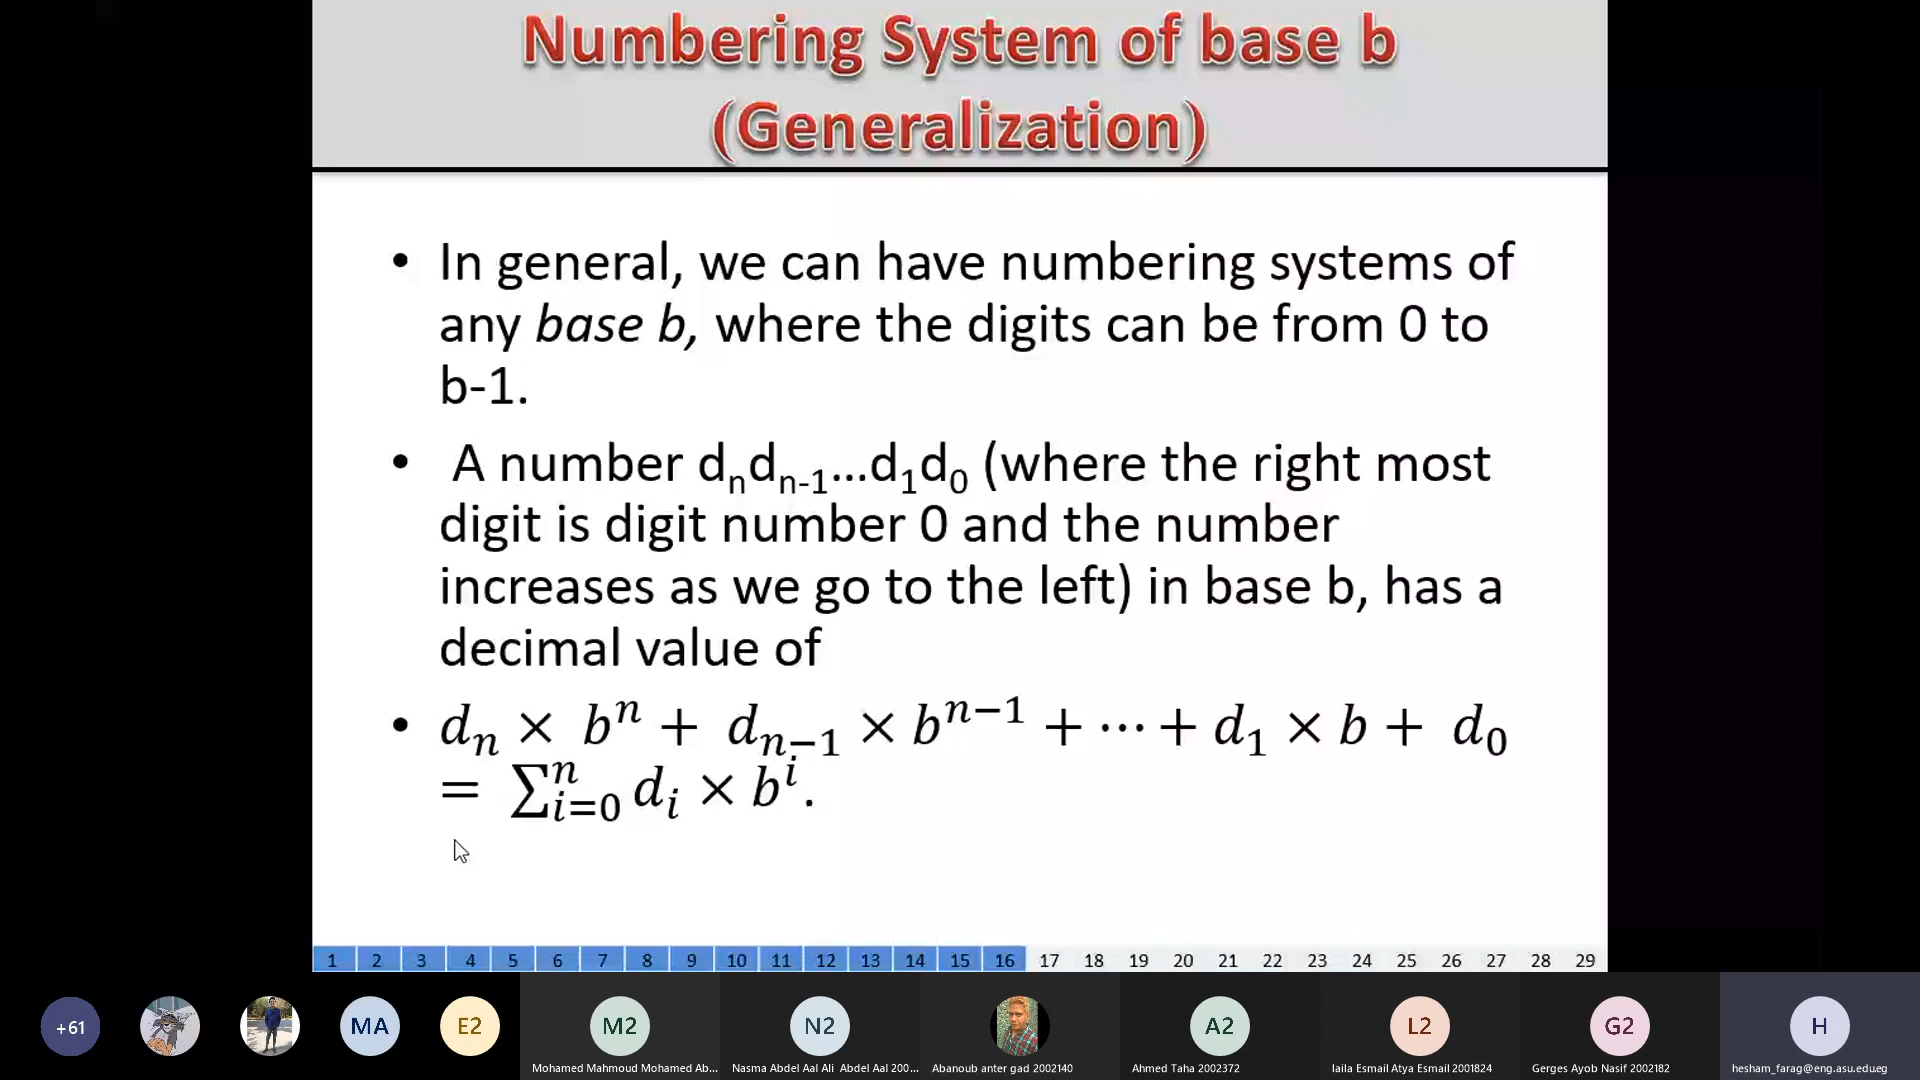 Numbering System of base b
(Generalization)
• In general, we can have numbering systems of
any base b, where the digits can be from 0 to
b-1.
• A number dₙdₙ₋₁...d₁d₀ (where the right most
digit is digit number 0 and the number
increases as we go to the left) in base b, has a
decimal value of
• dₙ × bⁿ + dₙ₋₁ × bⁿ⁻¹ + ⋯ + d₁ × b + d₀
= ∑ⁿᵢ₌₀ dᵢ × bⁱ.
1 2 3 4 5 6 7 8 9 10 11 12 13 14 15 16 17 18 19 20 21 22 23 24 25 26 27 28 29
+61 MA E2 M2 N2 A2 L2 G2 H
Mohamed Mahmoud Mohamed Ab... Nasma Abdel Aal Ali Abdel Aal 200... Abanoub anter gad 2002140 Ahmed Taha 2002372 laila Esmail Atya Esmail 2001824 Gerges Ayob Nasif 2002182 hesham_farag@eng.asu.edu.eg